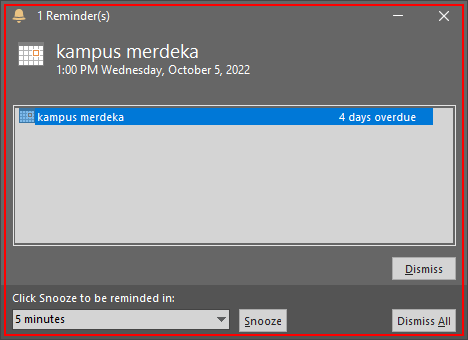 1 Reminder(s)
kampus merdeka
1:00 PM Wednesday, October 5, 2022
kampus merdeka 4 days overdue
Dismiss
Click Snooze to be reminded in:
5 minutes Snooze Dismiss All